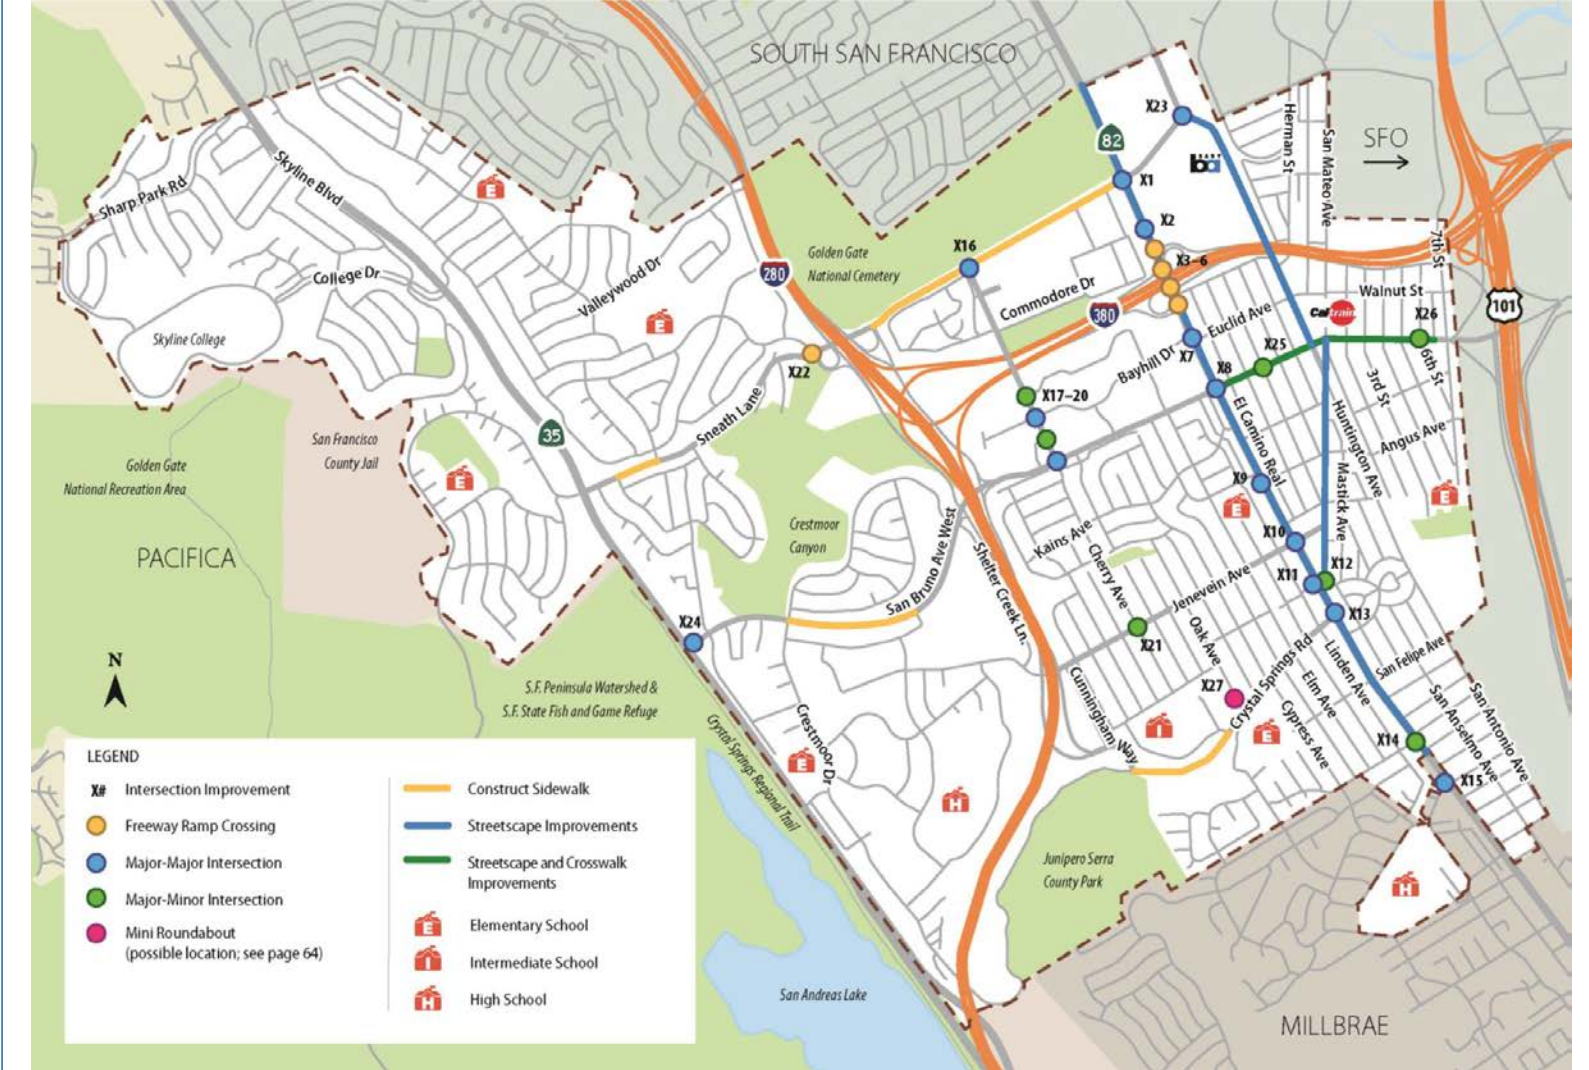 SOUTH SAN FRANCISCO
X23
Herman St
San Mateo Ave
SFO
82
BART
ba
X1
Sharp Park Rd
Skyline Blvd
E
X2
7th St
X16
Golden Gate
National Cemetery
X3–6
280
College Dr
Valleywood Dr
Commodore Dr
Walnut St
101
380
Euclid Ave
Caltrain
X26
E
Skyline College
X7
X25
6th St
X22
Bayhill Dr
X8
3rd St
Sneath Lane
X17–20
El Camino Real
Huntington Ave
Angus Ave
35
San Francisco
County Jail
Golden Gate
National Recreation Area
E
Mastick Ave
X9
E
E
Crestmoor
Canyon
San Bruno Ave West
Kains Ave
PACIFICA
Shelter Creek Ln.
Cherry Ave
X10
Jenevein Ave
X12
X11
X24
X21
Oak Ave
X13
Linden Ave
San Felipe Ave
N
S.F. Peninsula Watershed &
S.F. State Fish and Game Refuge
Cunningham Way
X27
Crystal Springs Rd
Elm Ave
San Anselmo Ave
San Antonio Ave
Crystal Springs Regional Trail
Crestmoor Dr
I
E
Cypress Ave
X14
E
X15
H
Junipero Serra
County Park
H
San Andreas Lake
MILLBRAE
LEGEND
X# Intersection Improvement
Freeway Ramp Crossing
Major-Major Intersection
Major-Minor Intersection
Mini Roundabout
(possible location; see page 64)
Construct Sidewalk
Streetscape Improvements
Streetscape and Crosswalk
Improvements
E Elementary School
I Intermediate School
H High School